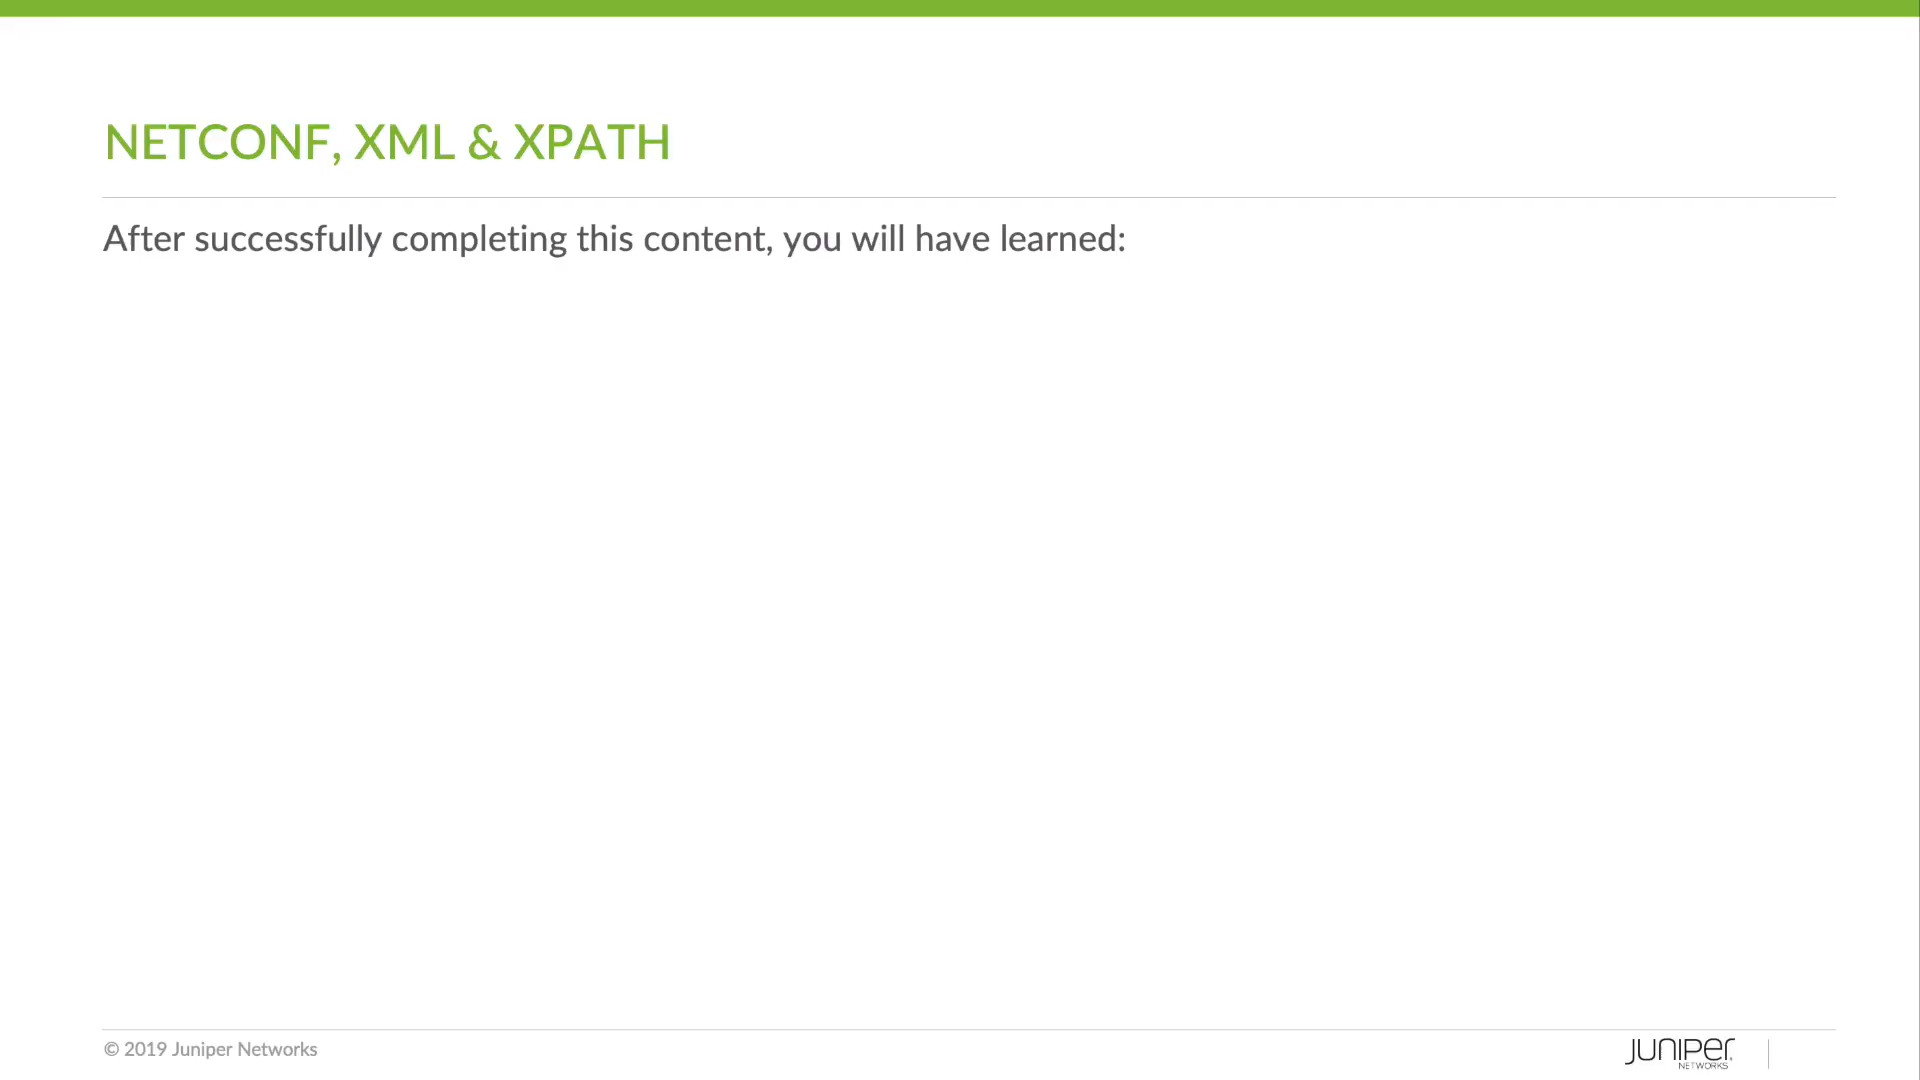 NETCONF, XML & XPATH
After successfully completing this content, you will have learned:
© 2019 Juniper Networks
JUNIPEr
NETWORKS